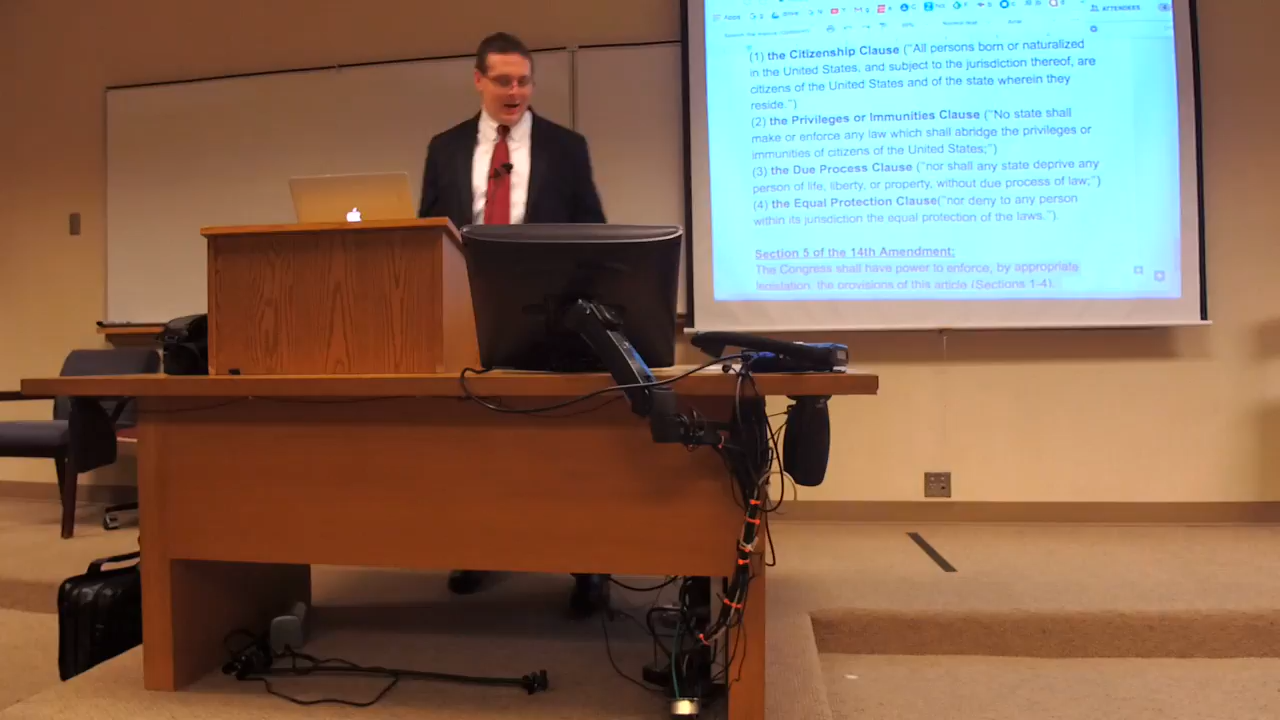 Apps
ATTENDEES
(1) the Citizenship Clause ("All persons born or naturalized
in the United States, and subject to the jurisdiction thereof, are
citizens of the United States and of the state wherein they
reside.")
(2) the Privileges or Immunities Clause ("No state shall
make or enforce any law which shall abridge the privileges or
immunities of citizens of the United States;")
(3) the Due Process Clause ("nor shall any state deprive any
person of life, liberty, or property, without due process of law;")
(4) the Equal Protection Clause("nor deny to any person
within its jurisdiction the equal protection of the laws.").
Section 5 of the 14th Amendment:
The Congress shall have power to enforce, by appropriate
legislation, the provisions of this article (Sections 1-4).